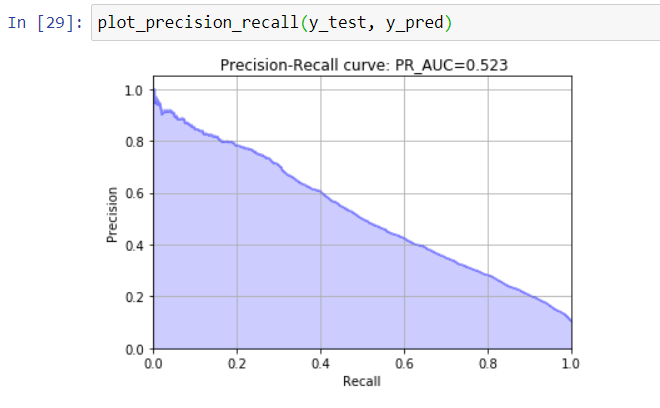 In [29]: plot_precision_recall(y_test, y_pred)
Precision-Recall curve: PR_AUC=0.523
1.0
0.8
0.6
0.4
0.2
0.0
Precision
0.0 0.2 0.4 0.6 0.8 1.0
Recall